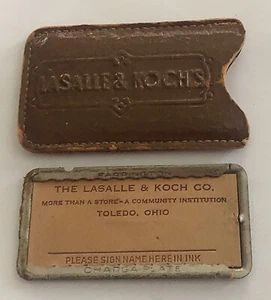 LASALLE & KOCH'S
FARRINGTON
THE LASALLE & KOCH CO.
MORE THAN A STORE-A COMMUNITY INSTITUTION
TOLEDO, OHIO
PLEASE SIGN NAME HERE IN INK
CHARGA-PLATE